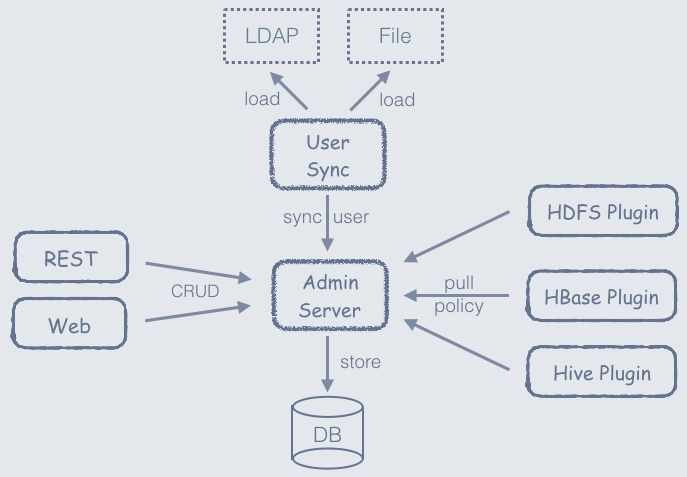 LDAP
File
load
load
User
Sync
sync user
HDFS Plugin
REST
CRUD
Web
Admin
Server
pull
policy
HBase Plugin
Hive Plugin
store
DB